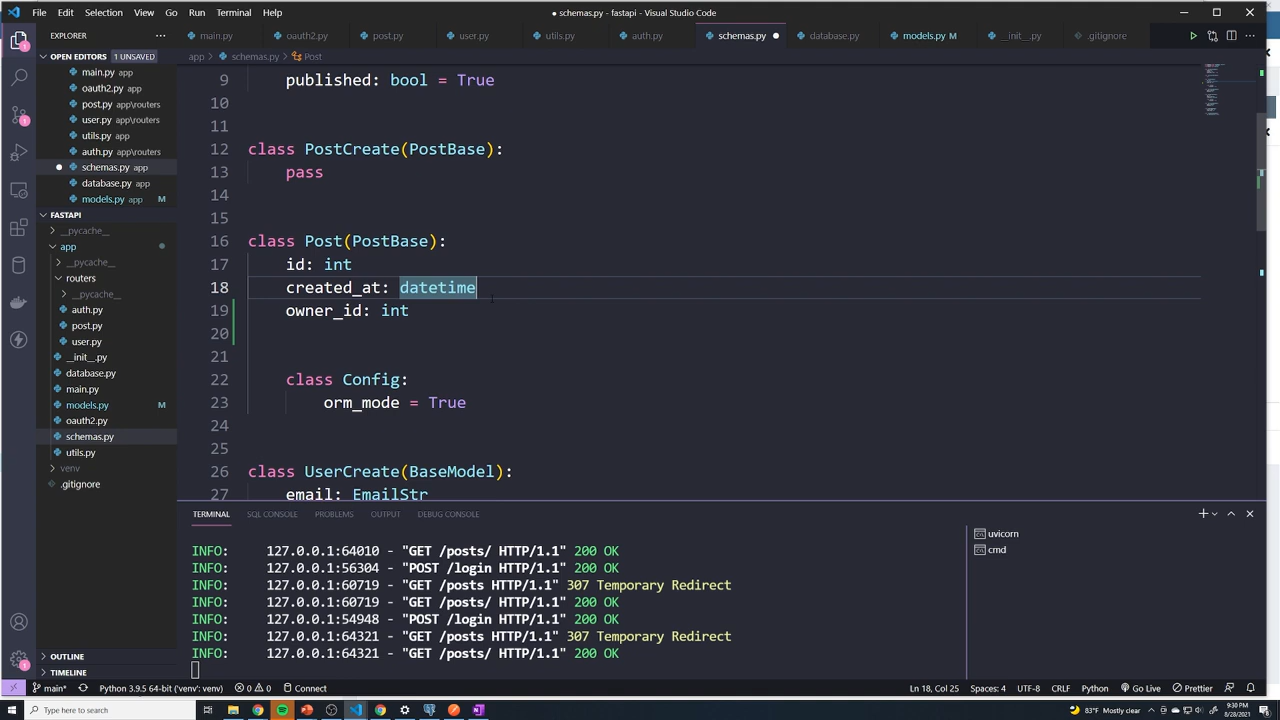 File Edit Selection View Go Run Terminal Help
● schemas.py - fastapi - Visual Studio Code
EXPLORER
main.py oauth2.py post.py user.py utils.py auth.py schemas.py database.py models.py __init__.py .gitignore
OPEN EDITORS 1 UNSAVED
app > schemas.py > Post
main.py app
oauth2.py app
post.py app\routers
user.py app\routers
utils.py app
auth.py app\routers
schemas.py app
database.py app
models.py app M
FASTAPI
__pycache__
app
__pycache__
routers
__pycache__
auth.py
post.py
user.py
__init__.py
database.py
main.py
models.py M
oauth2.py
schemas.py
utils.py
venv
.gitignore
OUTLINE
TIMELINE
9 published: bool = True
10
11
12 class PostCreate(PostBase):
13 pass
14
15
16 class Post(PostBase):
17 id: int
18 created_at: datetime
19 owner_id: int
20
21
22 class Config:
23 orm_mode = True
24
25
26 class UserCreate(BaseModel):
27 email: EmailStr
TERMINAL SQL CONSOLE PROBLEMS OUTPUT DEBUG CONSOLE
INFO: 127.0.0.1:64010 - "GET /posts/ HTTP/1.1" 200 OK
INFO: 127.0.0.1:56304 - "POST /login HTTP/1.1" 200 OK
INFO: 127.0.0.1:60719 - "GET /posts HTTP/1.1" 307 Temporary Redirect
INFO: 127.0.0.1:60719 - "GET /posts/ HTTP/1.1" 200 OK
INFO: 127.0.0.1:54948 - "POST /login HTTP/1.1" 200 OK
INFO: 127.0.0.1:64321 - "GET /posts HTTP/1.1" 307 Temporary Redirect
INFO: 127.0.0.1:64321 - "GET /posts/ HTTP/1.1" 200 OK
uvicorn
cmd
main* Python 3.9.5 64-bit ('venv': venv) 0 0 Connect
Ln 18, Col 25 Spaces: 4 UTF-8 CRLF Python Go Live Prettier
Type here to search
83°F Mostly clear
9:30 PM
8/28/2021